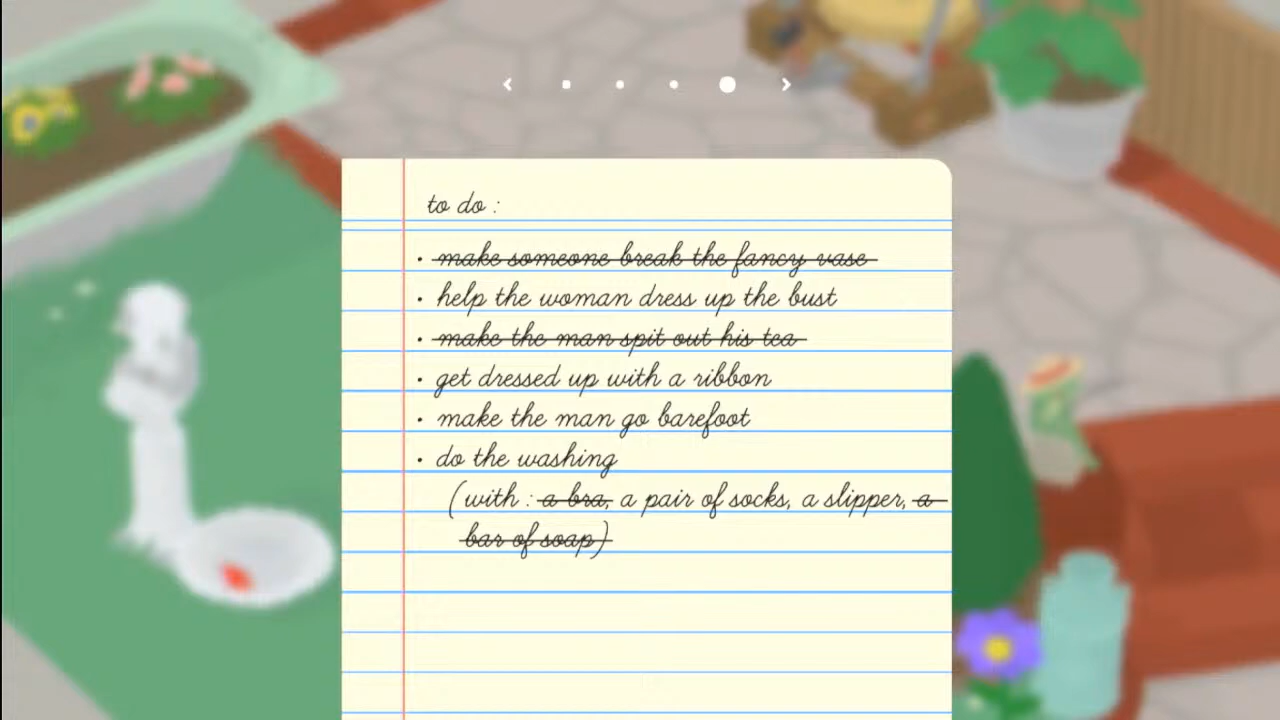 to do :
• make someone break the fancy vase
• help the woman dress up the bust
• make the man spit out his tea
• get dressed up with a ribbon
• make the man go barefoot
• do the washing
(with : a bra, a pair of socks, a slipper, a
bar of soap)